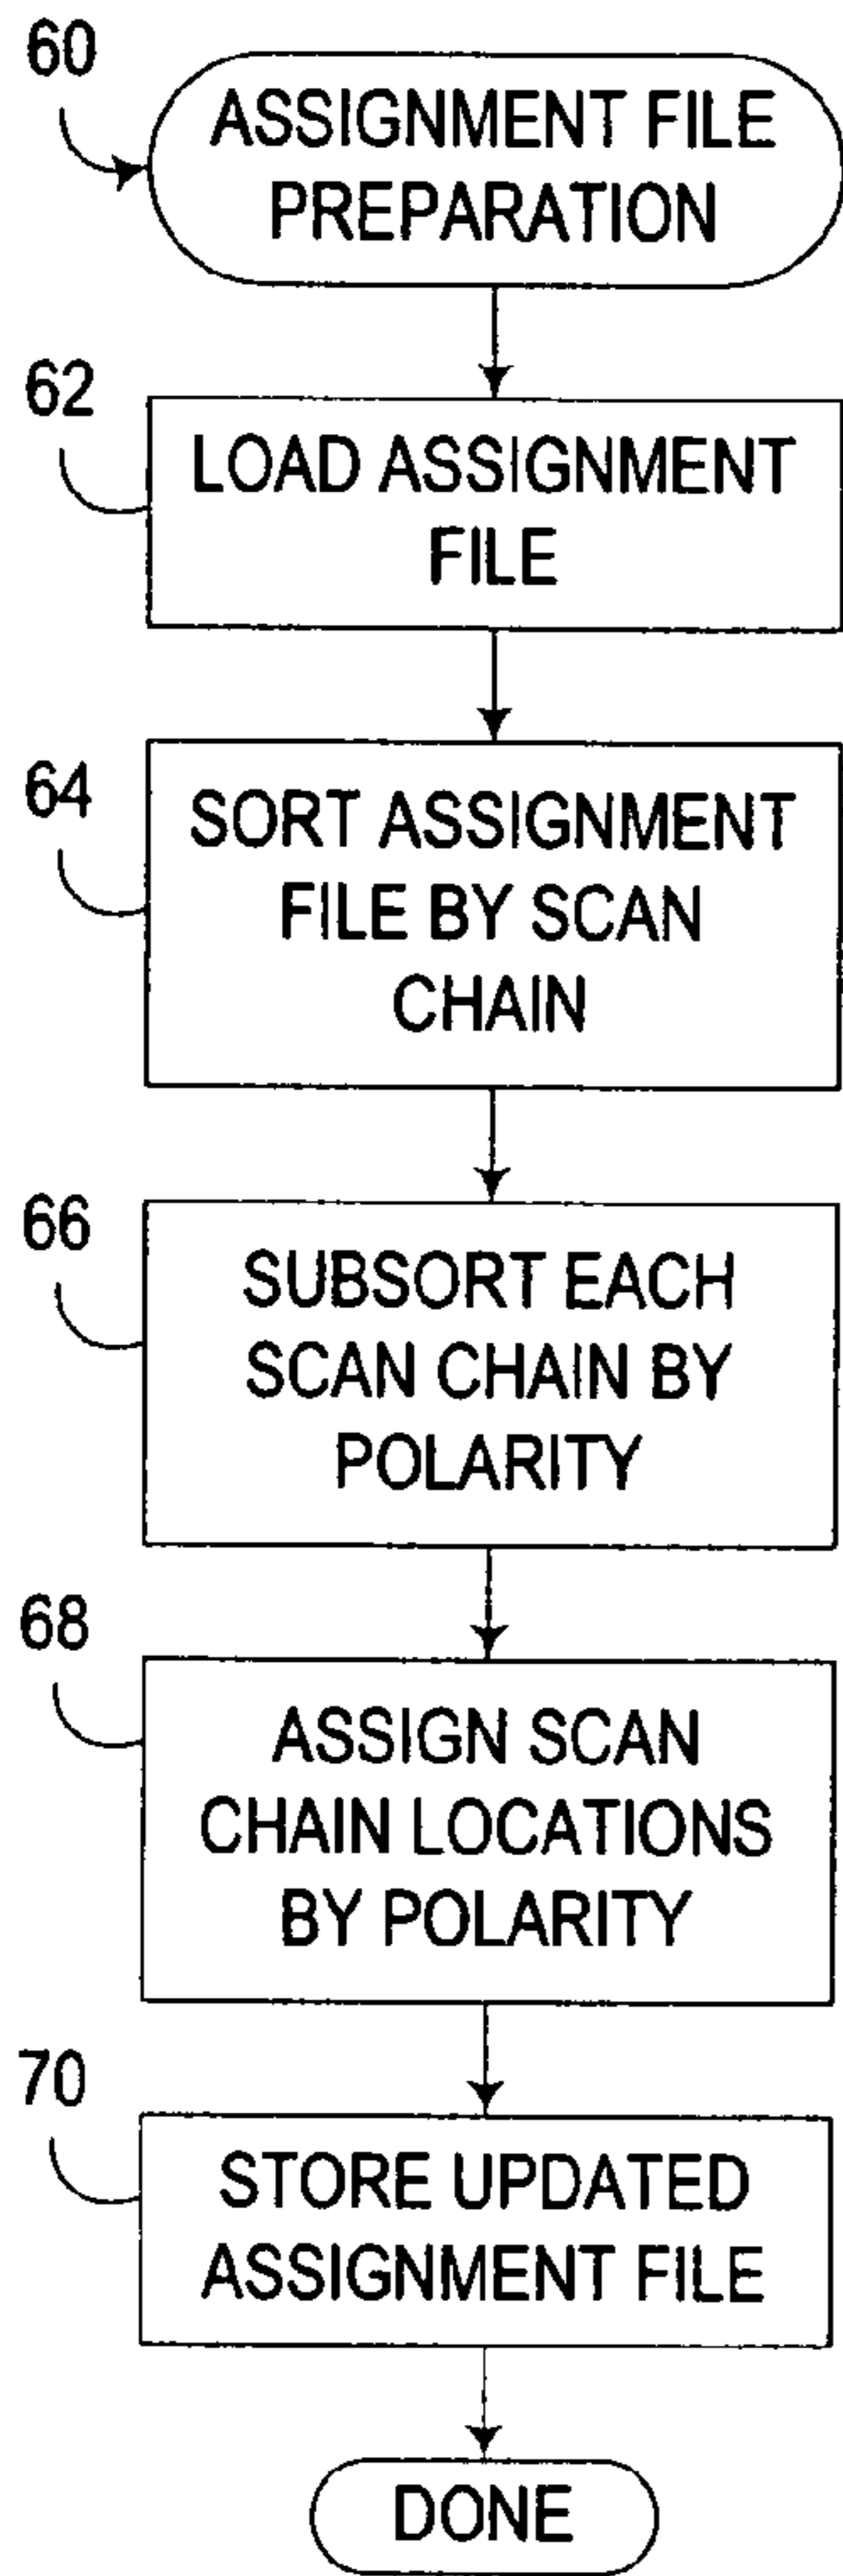 60
ASSIGNMENT FILE
PREPARATION
62
LOAD ASSIGNMENT
FILE
64
SORT ASSIGNMENT
FILE BY SCAN
CHAIN
66
SUBSORT EACH
SCAN CHAIN BY
POLARITY
68
ASSIGN SCAN
CHAIN LOCATIONS
BY POLARITY
70
STORE UPDATED
ASSIGNMENT FILE
DONE